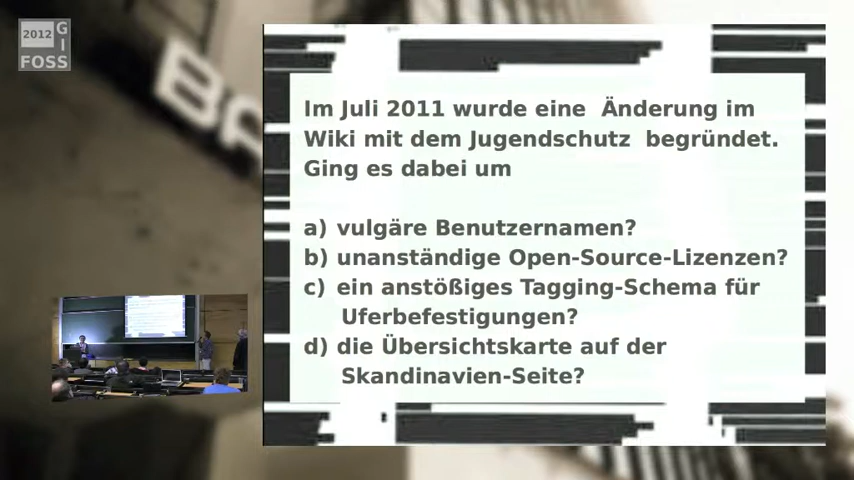 2012 G
I
FOSS
BA
Im Juli 2011 wurde eine Änderung im
Wiki mit dem Jugendschutz begründet.
Ging es dabei um
a) vulgäre Benutzernamen?
b) unanständige Open-Source-Lizenzen?
c) ein anstößiges Tagging-Schema für
Uferbefestigungen?
d) die Übersichtskarte auf der
Skandinavien-Seite?